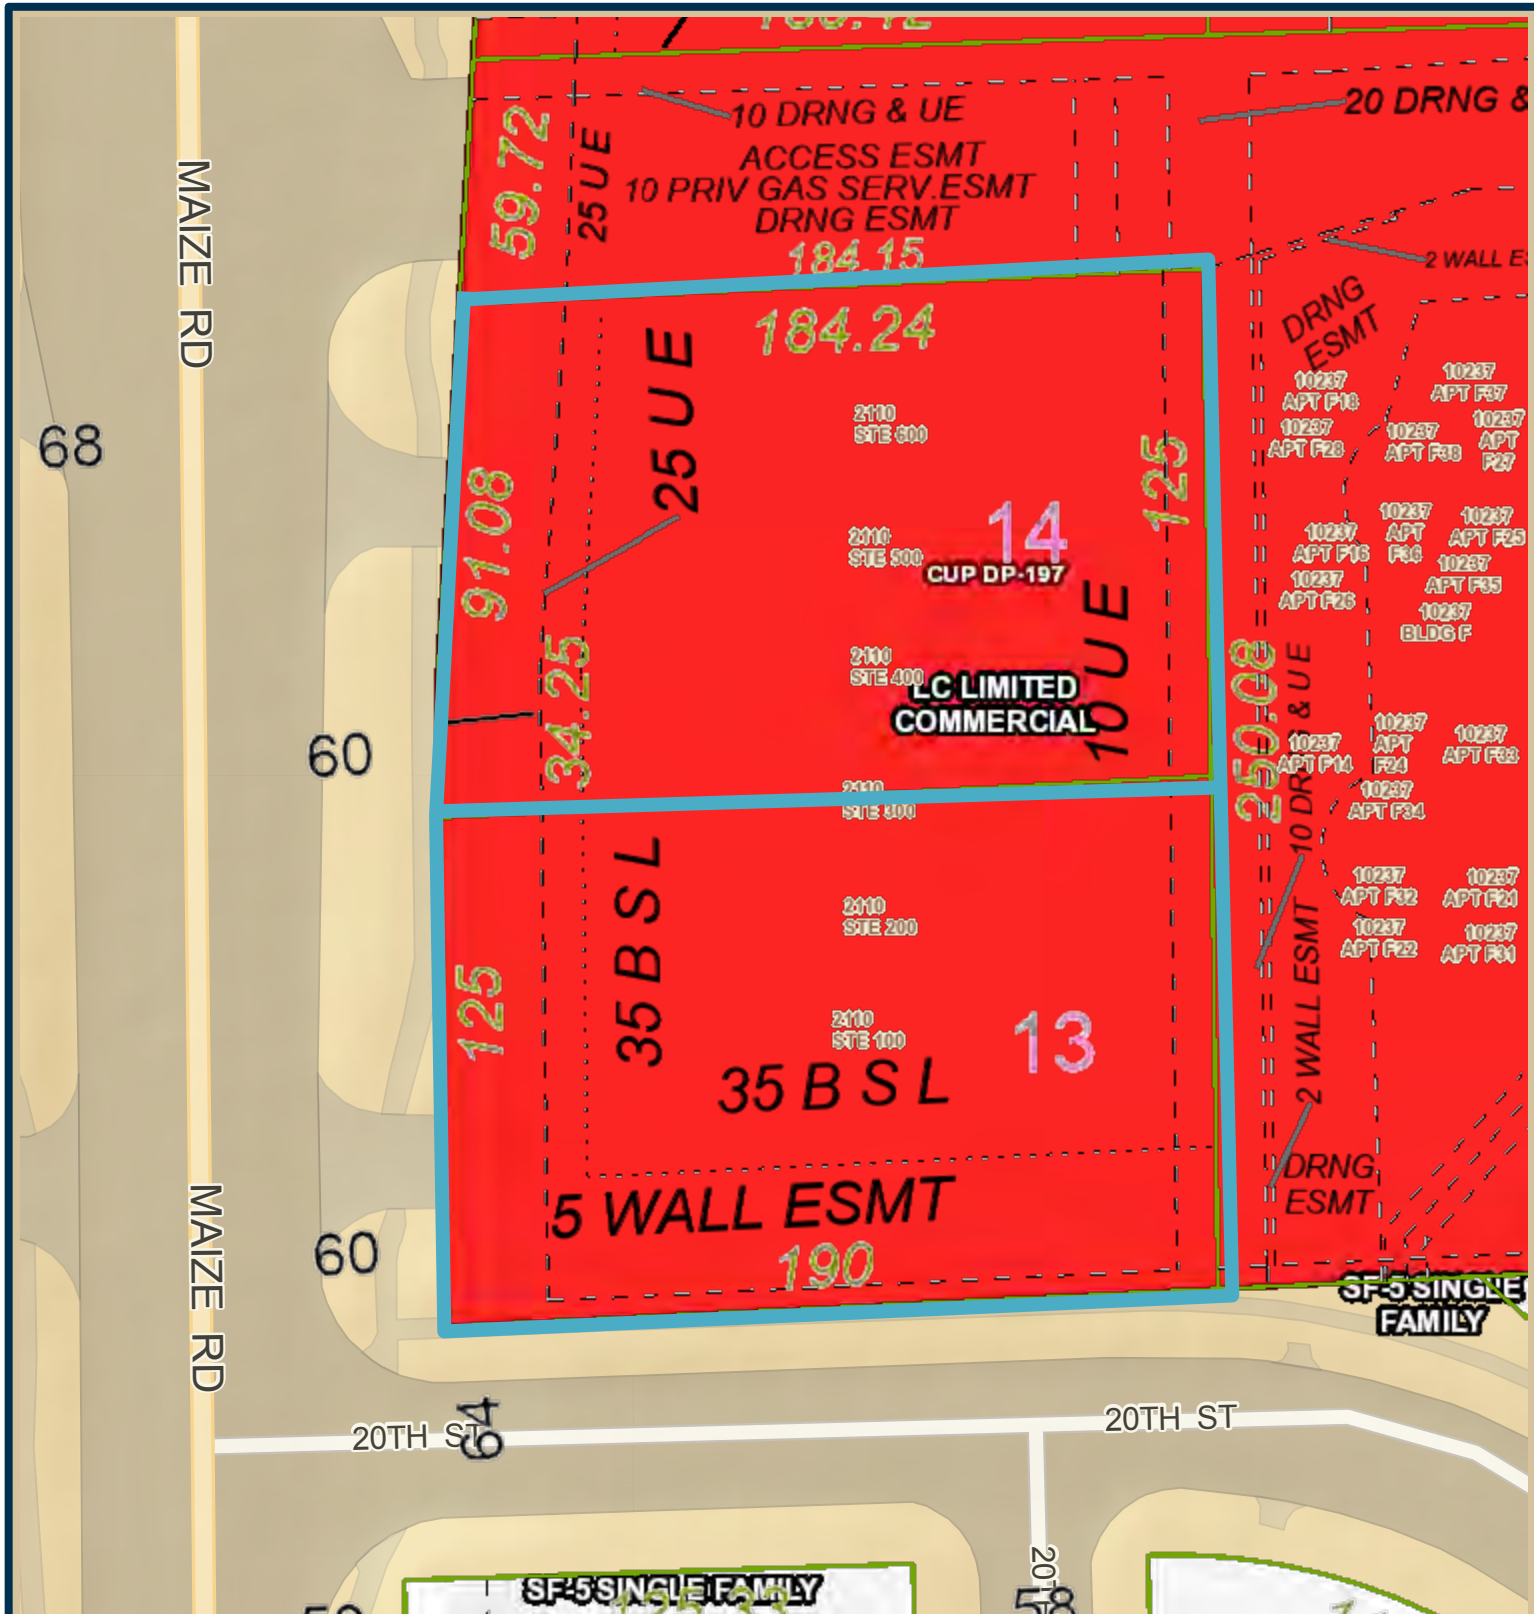 10 DRNG & UE
20 DRNG &
59.72
25 U E
ACCESS ESMT
10 PRIV GAS SERV.ESMT
DRNG ESMT
184.15
MAIZE RD
2 WALL E
184.24
DRNG
ESMT
25 U E
68
2110
STE 600
10237
APT F18
10237
APT F37
10237
APT F28
10237
APT F38
10237
APT
F27
125
91.08
14
CUP DP-197
2110
STE 500
10237
APT F16
10237
APT
F36
10237
APT F25
10237
APT F35
10237
APT F26
10237
BLDG F
10 U E
34.25
2110
STE 400
LC LIMITED
COMMERCIAL
250.08
10 DRNG & UE
60
10237
APT F14
10237
APT
F24
10237
APT F33
2110
STE 300
10237
APT F34
35 B S L
2110
STE 200
10237
APT F32
10237
APT F21
10237
APT F22
10237
APT F31
2 WALL ESMT
125
2110
STE 100
13
35 B S L
DRNG
ESMT
5 WALL ESMT
190
60
MAIZE RD
SF-5 SINGLE
FAMILY
64
20TH ST
20TH ST
SF-5 SINGLE FAMILY
58